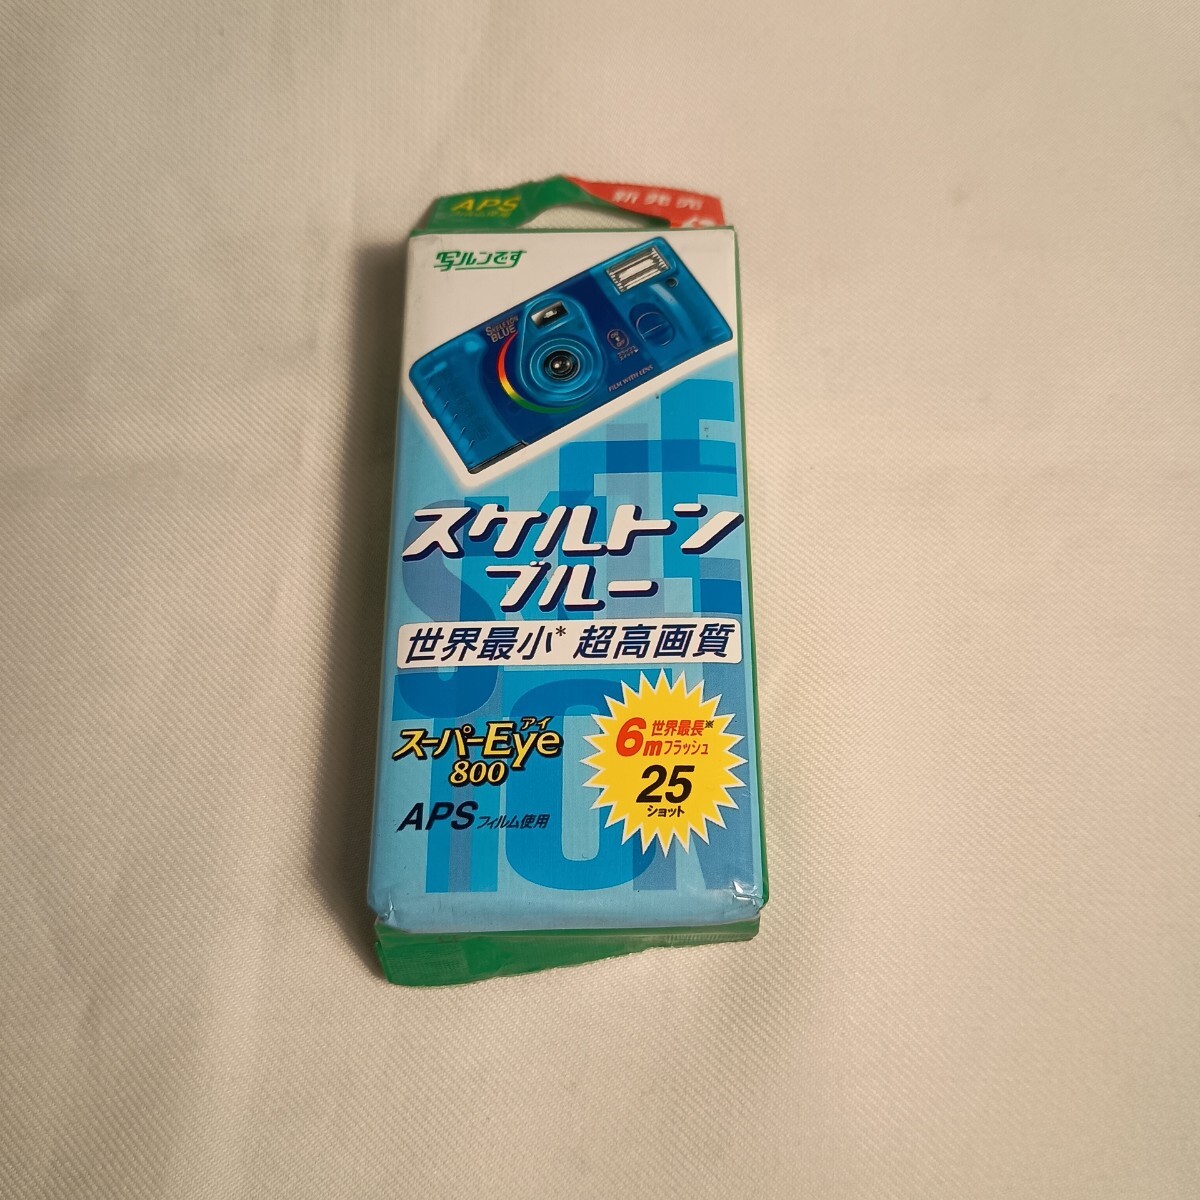 APS
新発売
写ルンです
SKELETON
BLUE
FILM WITH LENS
スケルトン
ブルー
世界最小* 超高画質
スーパーEyeアイ
800
APSフィルム使用
世界最長※
6mフラッシュ
25
ショット